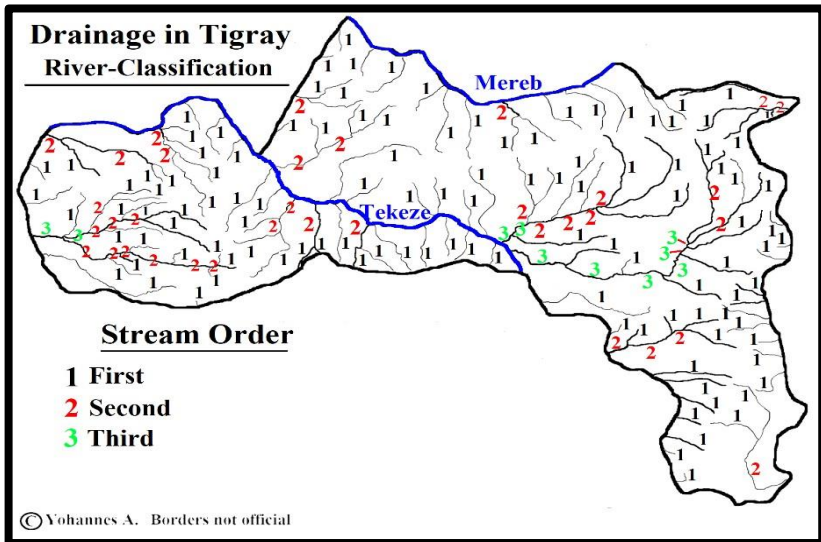 Drainage in Tigray
River-Classification
Mereb
Tekeze
Stream Order
1 First
2 Second
3 Third
© Yohannes A. Borders not official